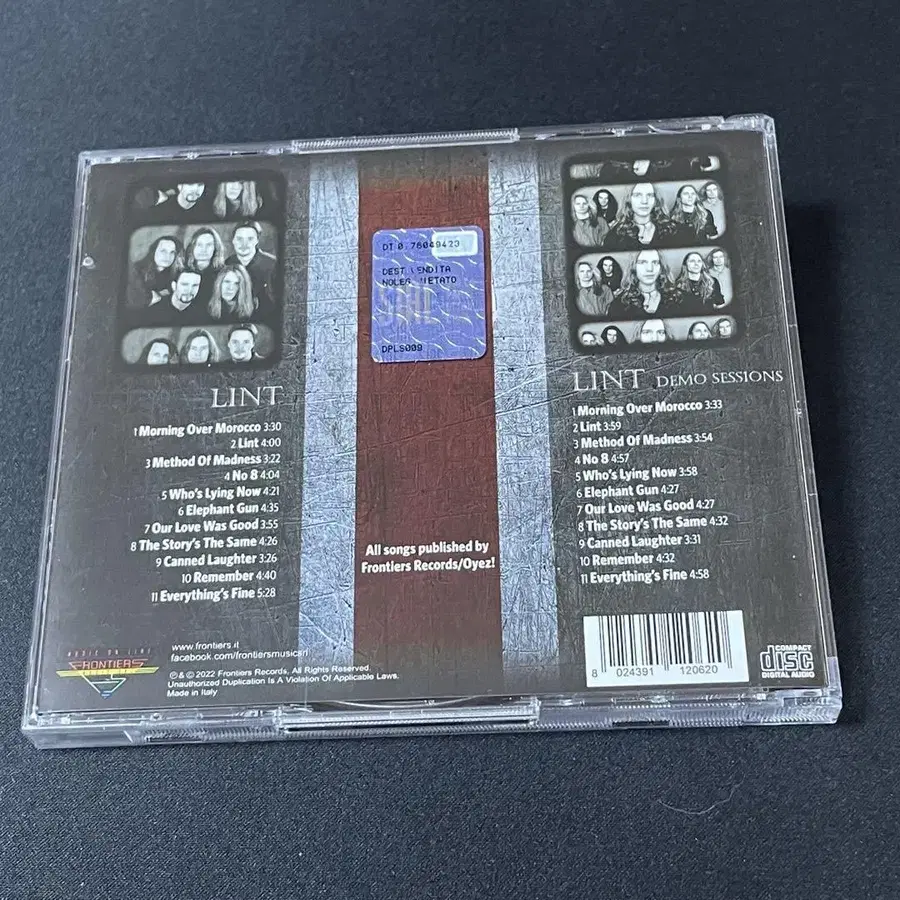 DT 0.76049423
DEST VENDITA
NOLEG VIETATO
DPLS009
LINT
1 Morning Over Morocco 3:30
2 Lint 4:00
3 Method Of Madness 3:22
4 No 8 4:04
5 Who's Lying Now 4:21
6 Elephant Gun 4:35
7 Our Love Was Good 3:55
8 The Story's The Same 4:26
9 Canned Laughter 3:26
10 Remember 4:40
11 Everything's Fine 5:28
LINT DEMO SESSIONS
1 Morning Over Morocco 3:33
2 Lint 3:59
3 Method Of Madness 3:54
4 No 8 4:57
5 Who's Lying Now 3:58
6 Elephant Gun 4:27
7 Our Love Was Good 4:27
8 The Story's The Same 4:32
9 Canned Laughter 3:31
10 Remember 4:32
11 Everything's Fine 4:58
All songs published by
Frontiers Records/Oyez!
FRONTIERS
www.frontiers.it
facebook.com/frontiersmusicsrl
℗ & © 2022 Frontiers Records. All Rights Reserved.
Unauthorized Duplication Is A Violation Of Applicable Laws.
Made in Italy
8 024391 120620
COMPACT
disc
DIGITAL AUDIO